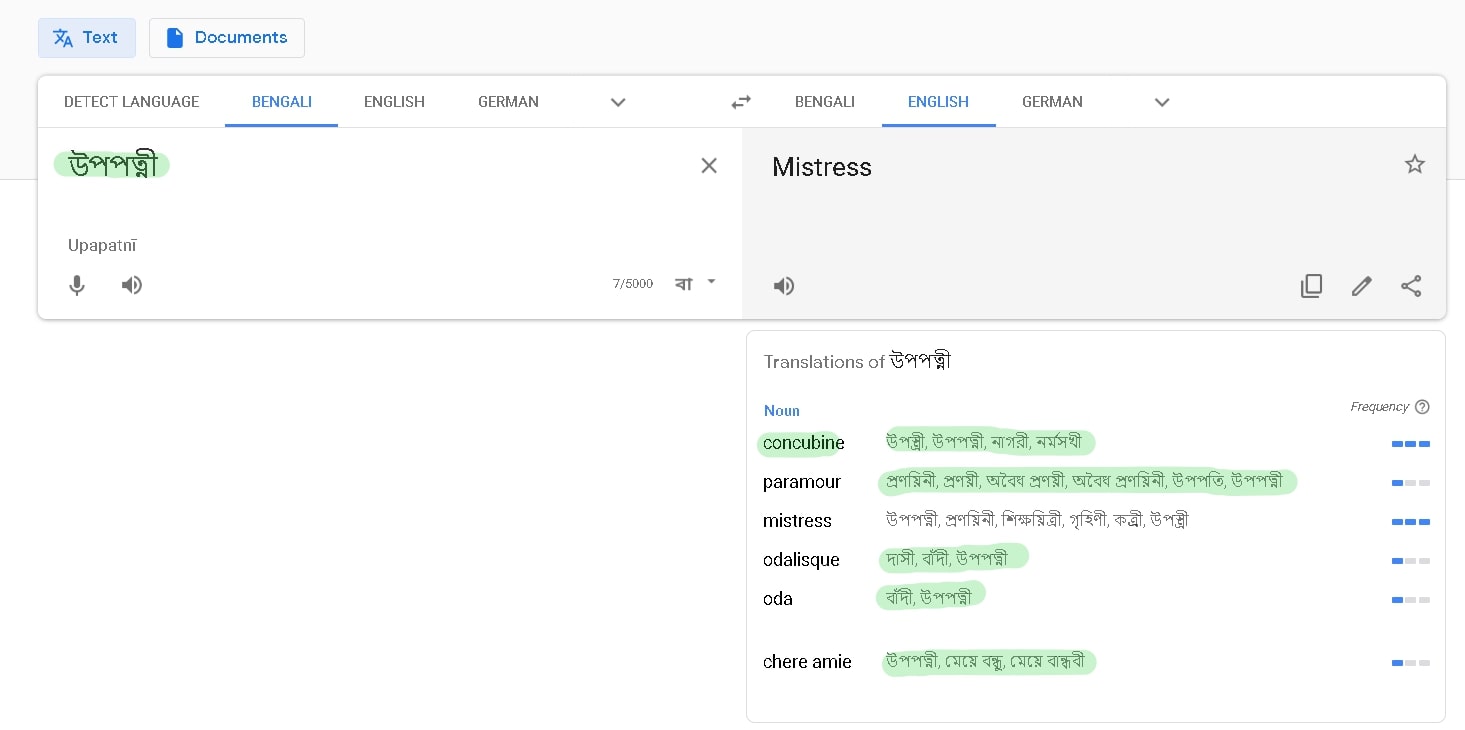 Text Documents
DETECT LANGUAGE BENGALI ENGLISH GERMAN BENGALI ENGLISH GERMAN
উপপত্নী Mistress
Upapatnī
7/5000 বা
Translations of উপপত্নী
Noun Frequency
concubine উপস্ত্রী, উপপত্নী, নাগরী, নর্মসখী
paramour প্রণয়িনী, প্রণয়ী, অবৈধ প্রণয়ী, অবৈধ প্রণয়িনী, উপপতি, উপপত্নী
mistress উপপত্নী, প্রণয়িনী, শিক্ষয়িত্রী, গৃহিণী, কর্ত্রী, উপস্ত্রী
odalisque দাসী, বাঁদী, উপপত্নী
oda বাঁদী, উপপত্নী
chere amie উপপত্নী, মেয়ে বন্ধু, মেয়ে বান্ধবী